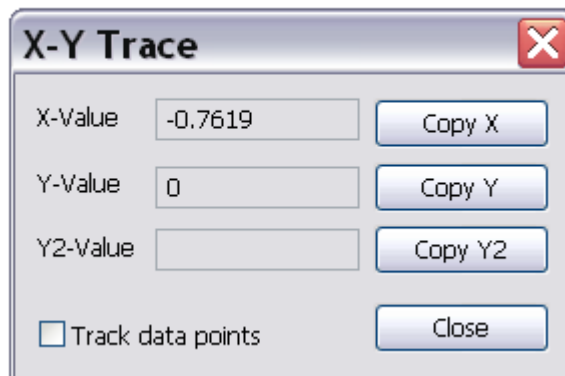 X-Y Trace
X-Value -0.7619 Copy X
Y-Value 0 Copy Y
Y2-Value Copy Y2
Track data points Close